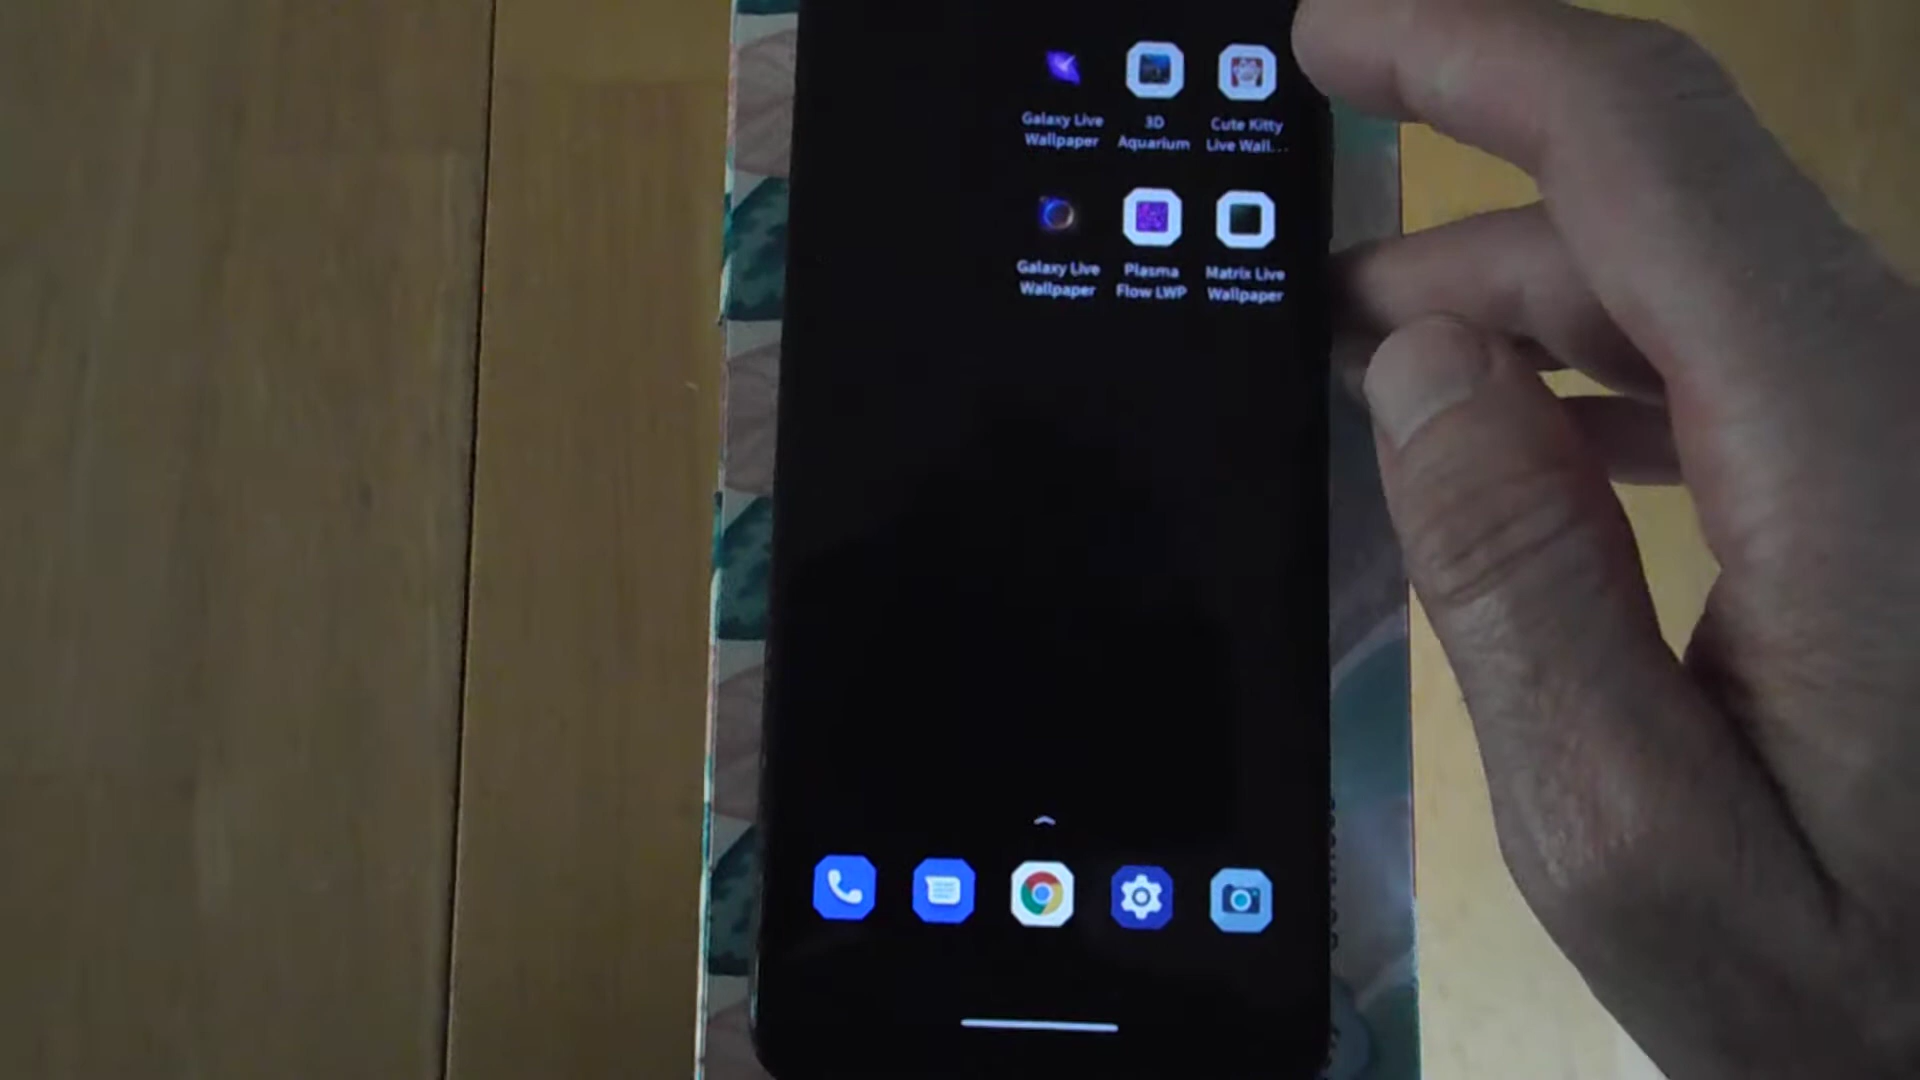 Galaxy Live
Wallpaper
3D
Aquarium
Cute Kitty
Live Wall...
Galaxy Live
Wallpaper
Plasma
Flow LWP
Matrix Live
Wallpaper